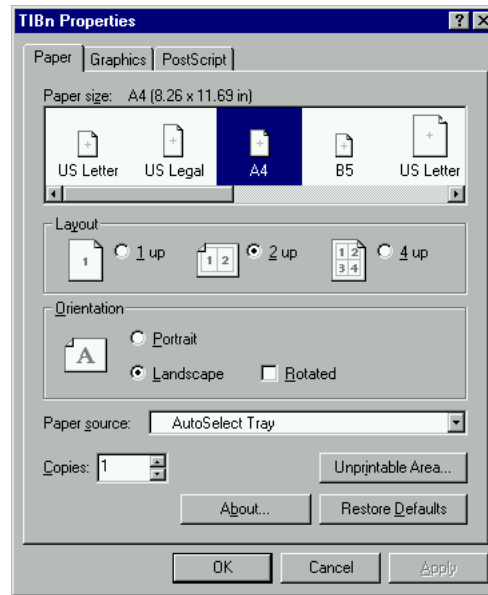 TIBn Properties
Paper Graphics PostScript
Paper size: A4 (8.26 x 11.69 in)
US Letter US Legal A4 B5 US Letter
Layout
1 1 up 1 2 2 up 1 2 3 4 4 up
Orientation
A Portrait
Landscape Rotated
Paper source: AutoSelect Tray
Copies: 1 Unprintable Area...
About... Restore Defaults
OK Cancel Apply